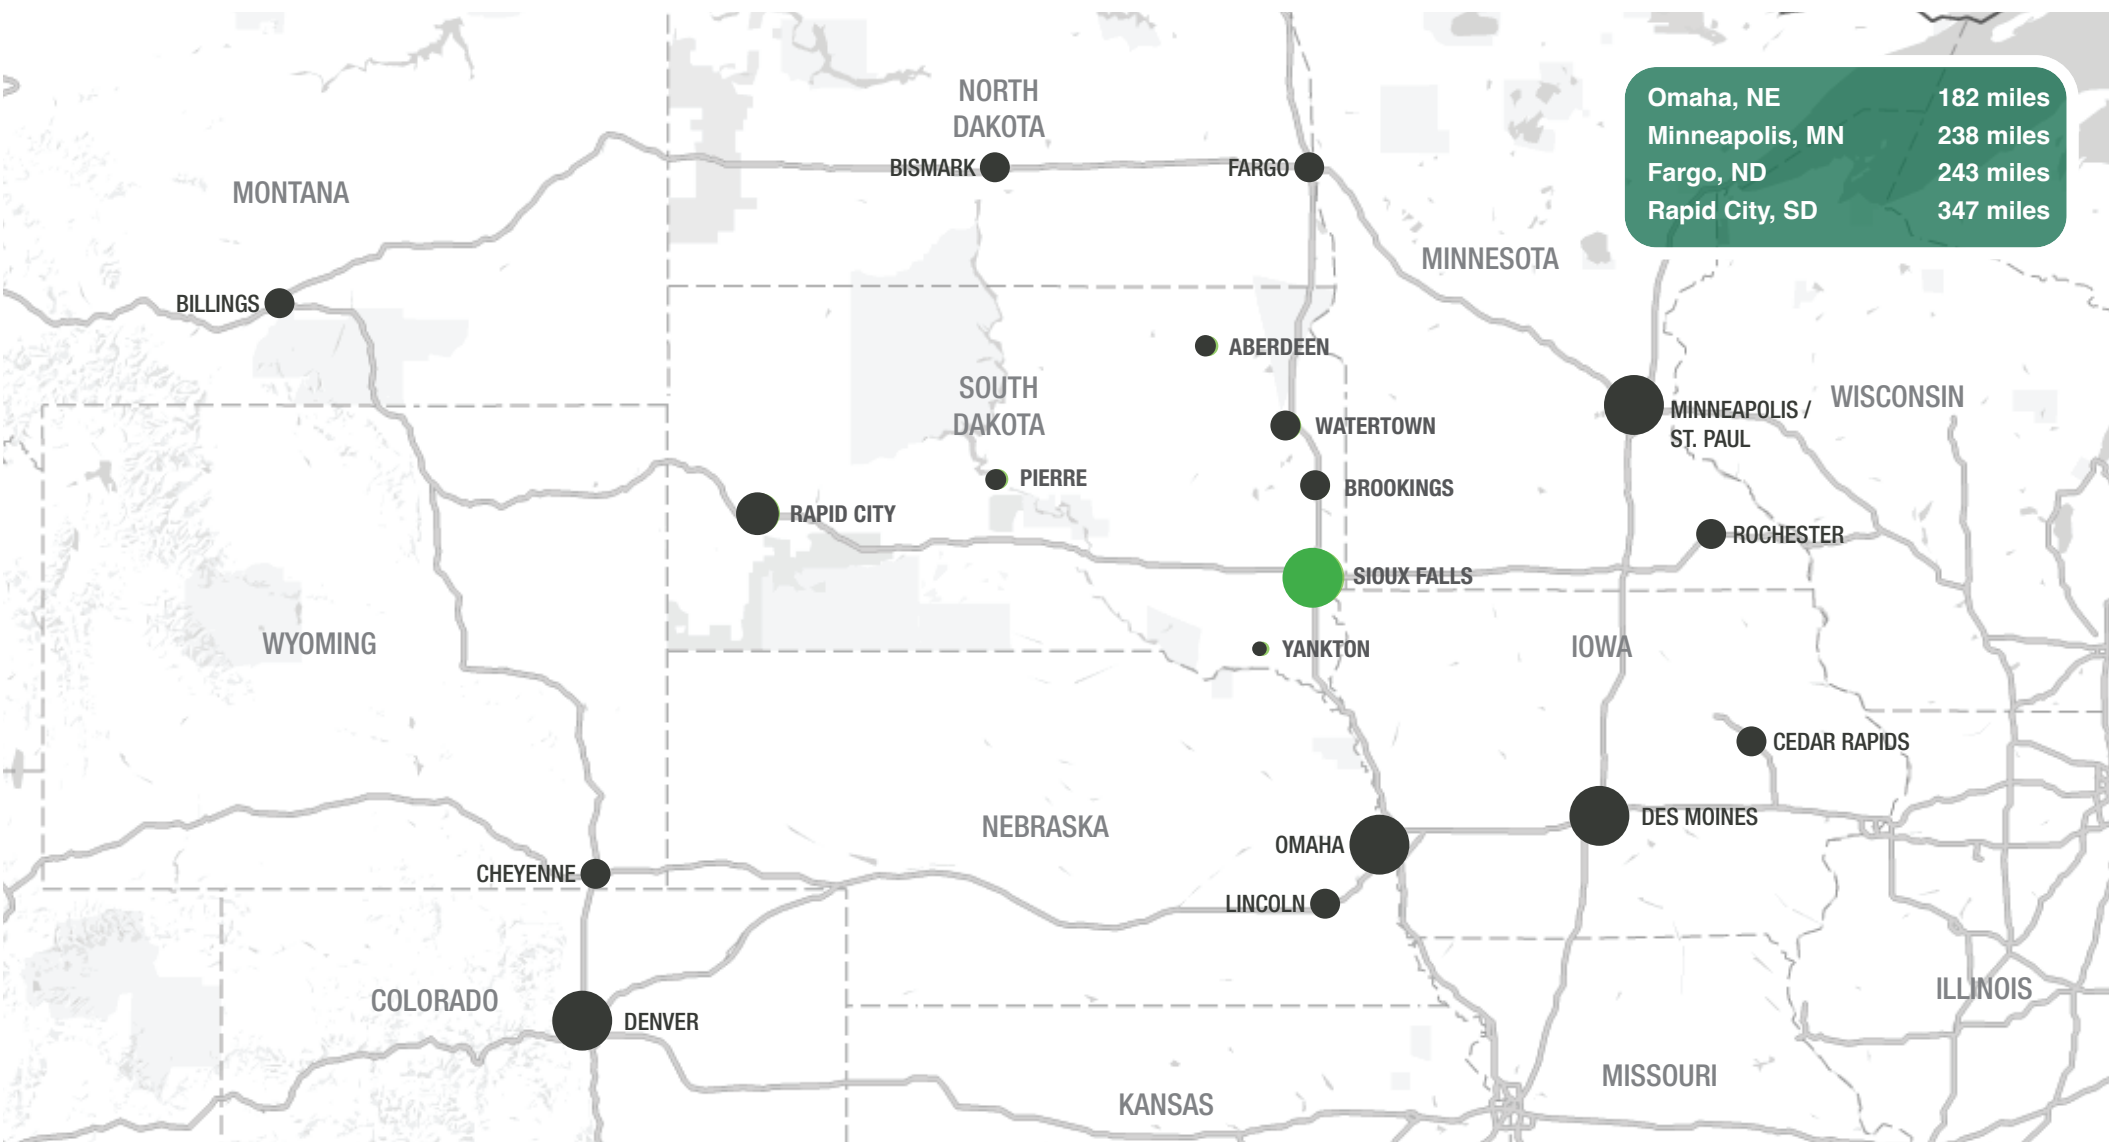 NORTH
DAKOTA
Omaha, NE 182 miles
Minneapolis, MN 238 miles
Fargo, ND 243 miles
Rapid City, SD 347 miles
BISMARK
FARGO
MONTANA
MINNESOTA
BILLINGS
ABERDEEN
SOUTH
DAKOTA
WISCONSIN
MINNEAPOLIS /
ST. PAUL
WATERTOWN
PIERRE
BROOKINGS
RAPID CITY
ROCHESTER
SIOUX FALLS
WYOMING
YANKTON
IOWA
CEDAR RAPIDS
NEBRASKA
DES MOINES
OMAHA
CHEYENNE
LINCOLN
COLORADO
ILLINOIS
DENVER
MISSOURI
KANSAS